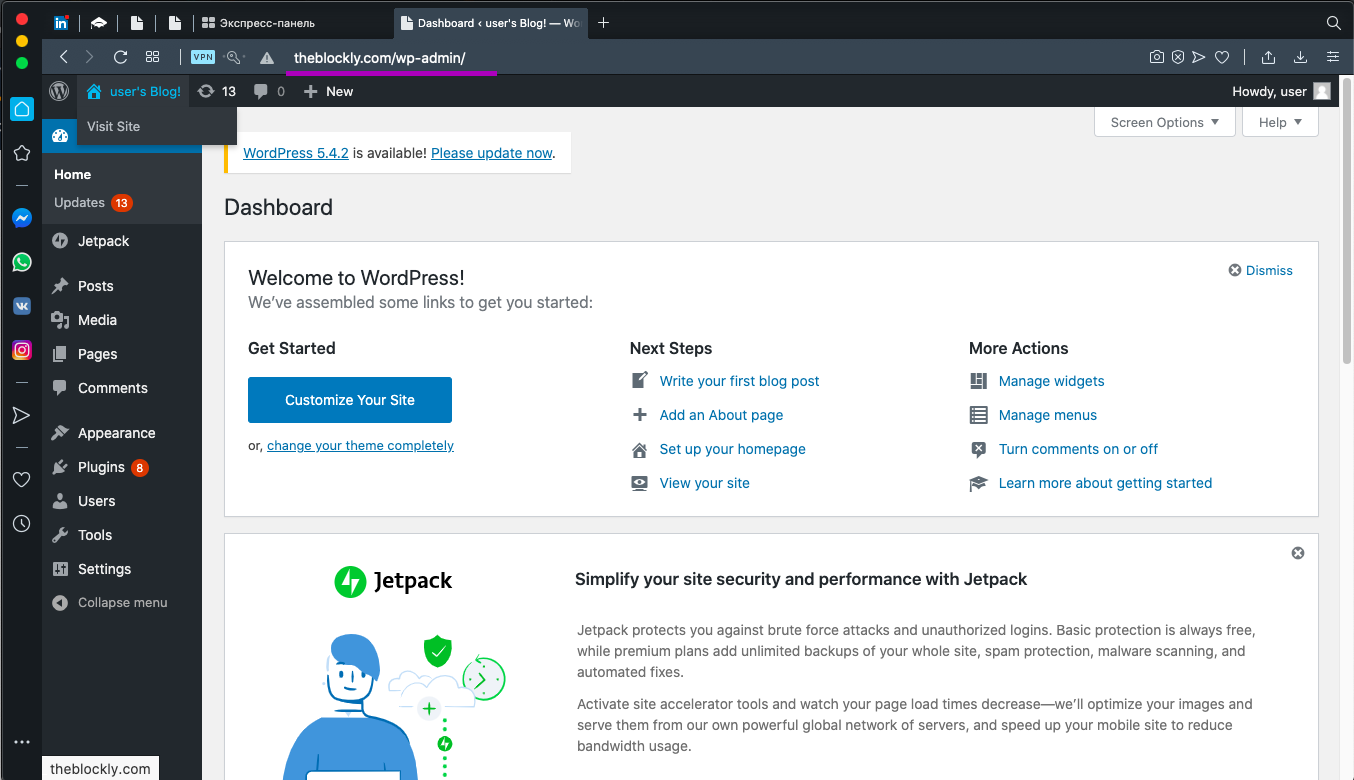 in
Экспресс-панель
Dashboard ‹ user's Blog! — Wo
VPN
theblockly.com/wp-admin/
user's Blog!
13
0
New
Howdy, user
Visit Site
Screen Options
Help
WordPress 5.4.2 is available! Please update now.
Home
Updates 13
Jetpack
Posts
Media
Pages
Comments
Appearance
Plugins 8
Users
Tools
Settings
Collapse menu
Dashboard
Welcome to WordPress!
Dismiss
We've assembled some links to get you started:
Get Started
Customize Your Site
or, change your theme completely
Next Steps
Write your first blog post
Add an About page
Set up your homepage
View your site
More Actions
Manage widgets
Manage menus
Turn comments on or off
Learn more about getting started
Jetpack
Simplify your site security and performance with Jetpack
Jetpack protects you against brute force attacks and unauthorized logins. Basic protection is always free,
while premium plans add unlimited backups of your whole site, spam protection, malware scanning, and
automated fixes.
Activate site accelerator tools and watch your page load times decrease—we'll optimize your images and
serve them from our own powerful global network of servers, and speed up your mobile site to reduce
bandwidth usage.
theblockly.com